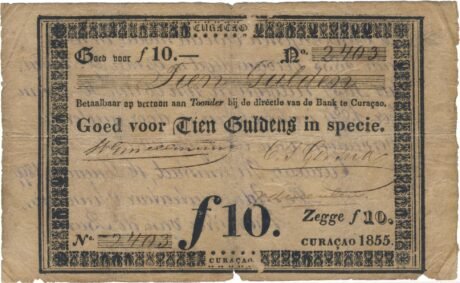 CURAÇAO
Goed voor ƒ 10.— No. 2403
Tien Gulden
Betaalbaar op vertoon aan Toonder bij de directie van de Bank te Curaçao.
Goed voor Tien Guldens in specie.
Zegge ƒ 10.
No. 2403 ƒ 10. CURAÇAO 1855.
CURAÇAO